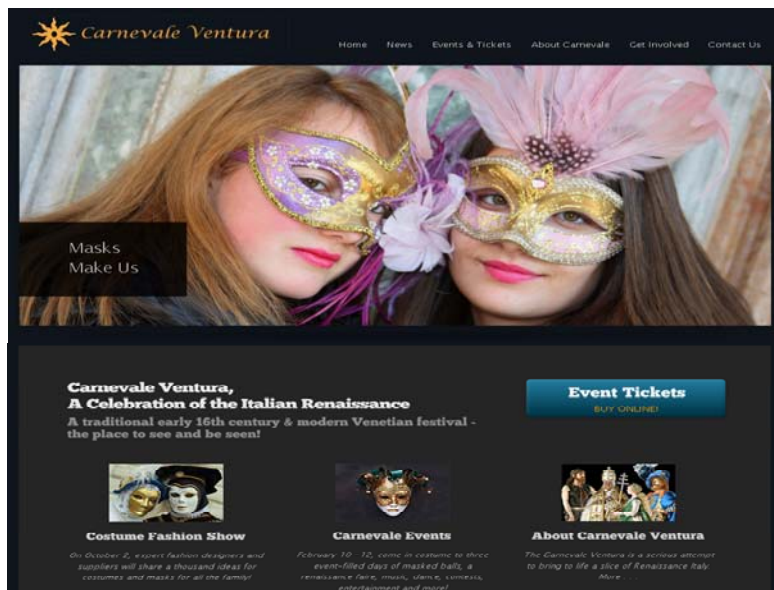 Carnevale Ventura
Home News Events & Tickets About Carnevale Get Involved Contact Us
Masks
Make Us
Carnevale Ventura,
A Celebration of the Italian Renaissance
A traditional early 16th century & modern Venetian festival -
the place to see and be seen!
Event Tickets
BUY ONLINE!
Costume Fashion Show
On October 2, expert fashion designers and
suppliers will share a thousand ideas for
costumes and masks for all the family!
Carnevale Events
February 10 - 12, come in costume to three
event-filled days of masked balls, a
renaissance faire, music, dance, contests,
entertainment and more!
About Carnevale Ventura
The Carnevale Ventura is a serious attempt
to bring to life a slice of Renaissance Italy.
More . . .